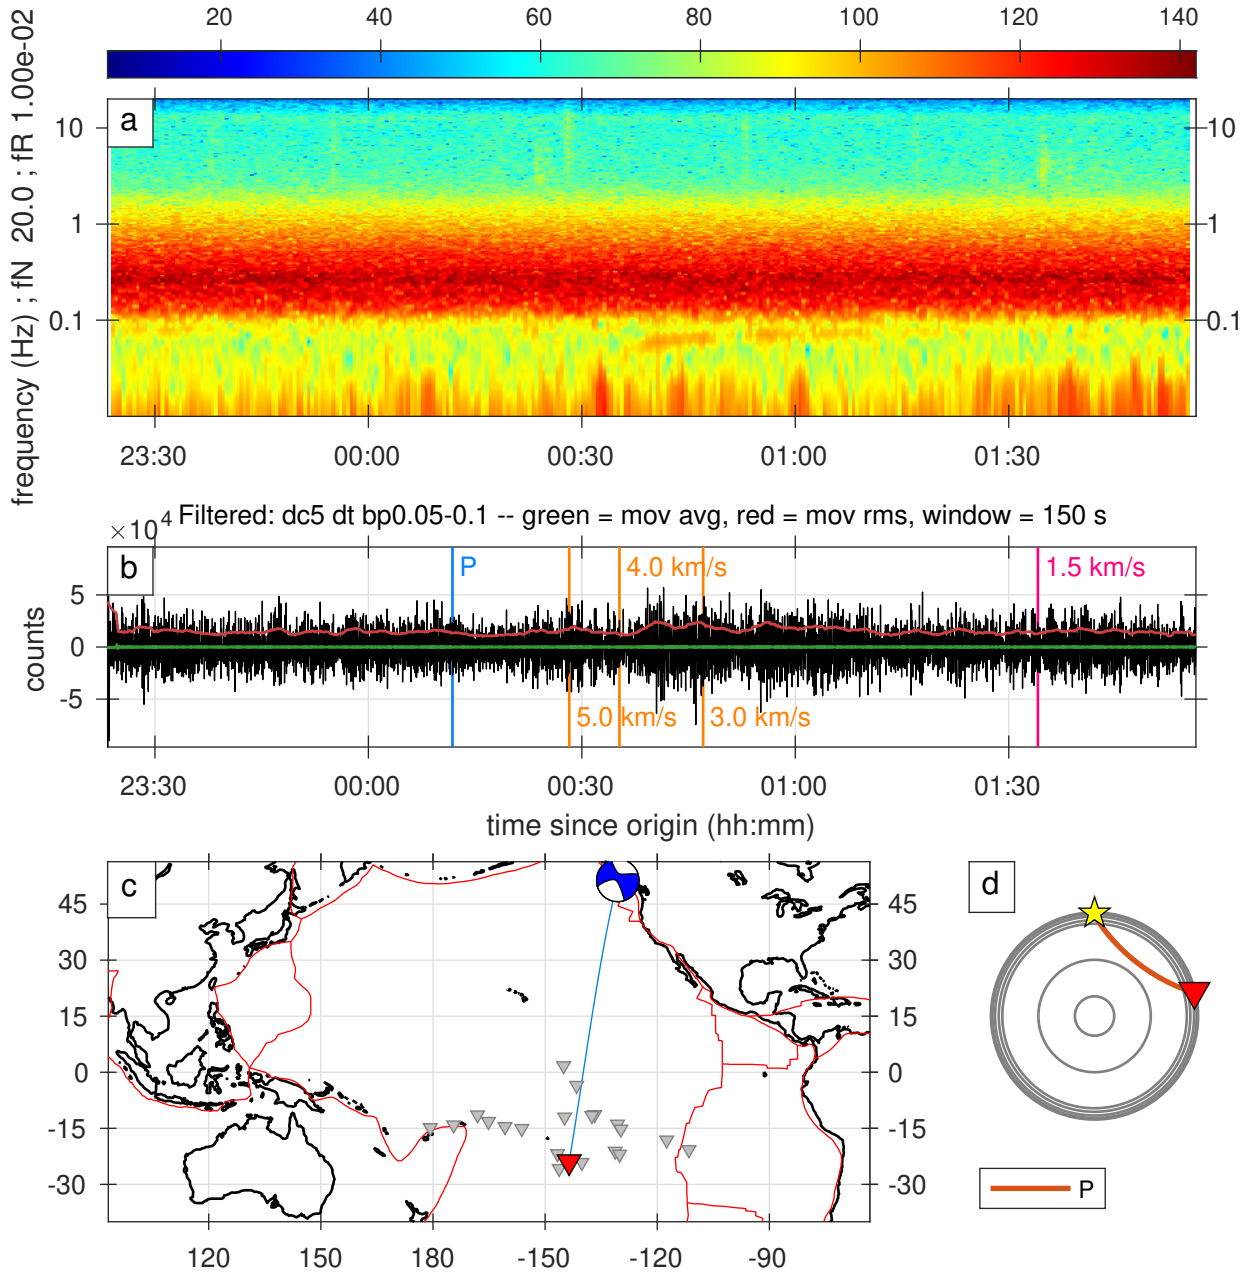 20 40 60 80 100 120 140
frequency (Hz) ; fN 20.0 ; fR 1.00e-02
a
10 10
1 1
0.1 0.1
23:30 00:00 00:30 01:00 01:30
×10^4 Filtered: dc5 dt bp0.05-0.1 -- green = mov avg, red = mov rms, window = 150 s
b
P 4.0 km/s 1.5 km/s
5
0
-5
counts
5.0 km/s 3.0 km/s
23:30 00:00 00:30 01:00 01:30
time since origin (hh:mm)
c
d
45 45
30 30
15 15
0 0
-15 -15
-30 -30
120 150 180 -150 -120 -90
P